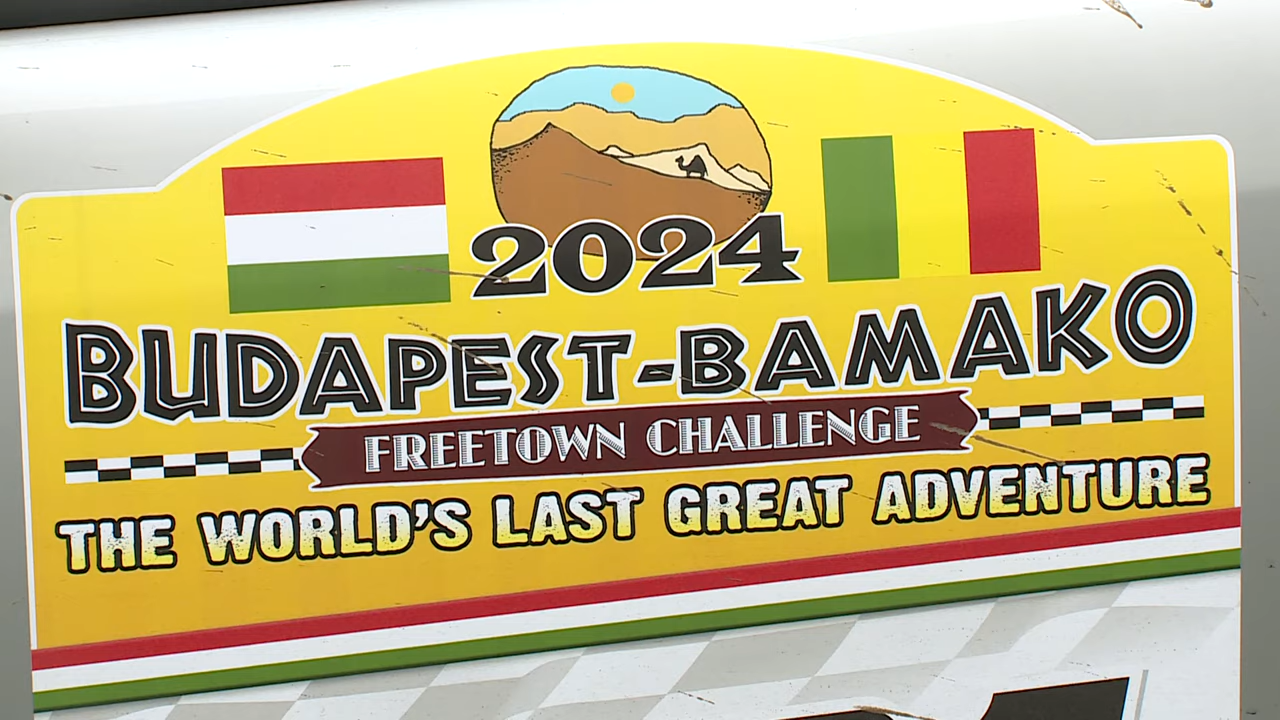 2024
BUDAPEST-BAMAKO
FREETOWN CHALLENGE
THE WORLD'S LAST GREAT ADVENTURE